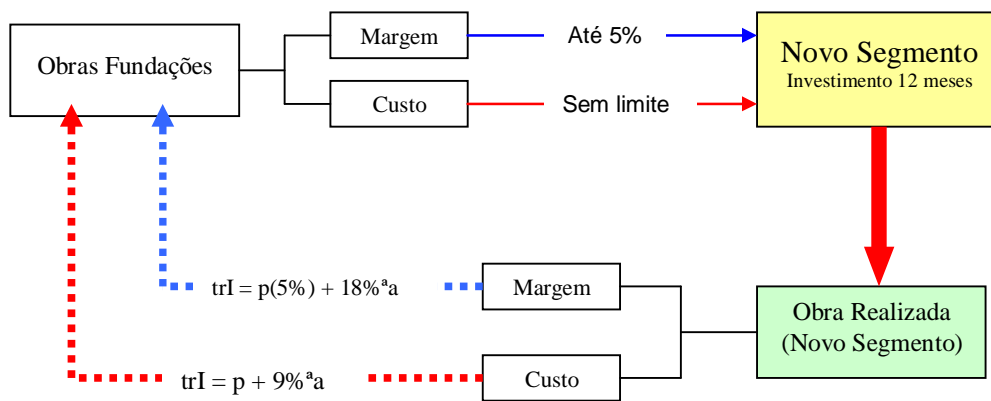 Obras Fundações
Margem
Até 5%
Custo
Sem limite
Novo Segmento
Investimento 12 meses
trI = p(5%) + 18%ªa
Margem
trI = p + 9%ªa
Custo
Obra Realizada
(Novo Segmento)